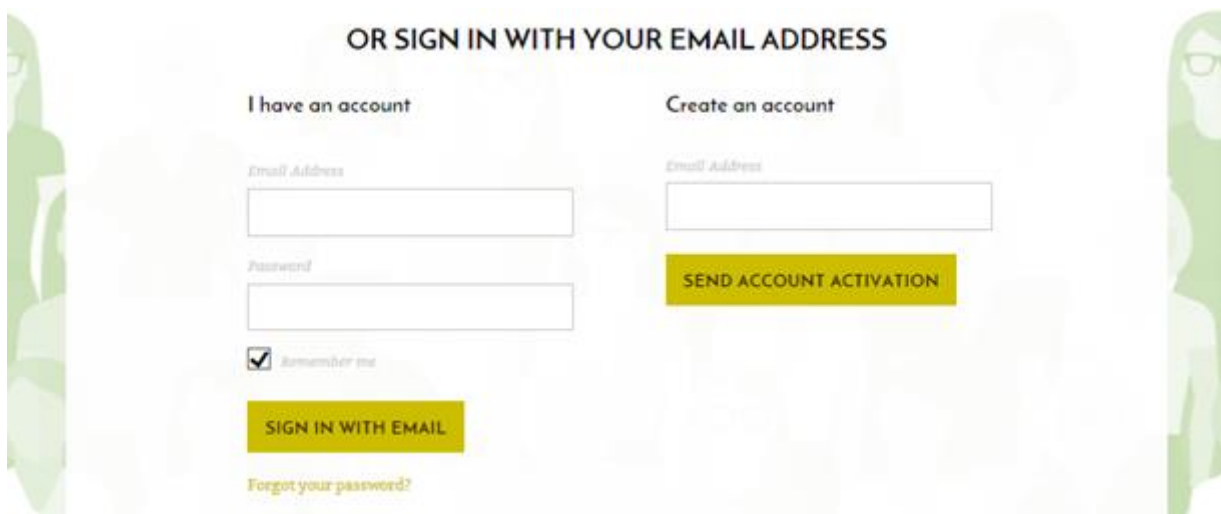 OR SIGN IN WITH YOUR EMAIL ADDRESS
I have an account
Email Address
Password
Remember me
SIGN IN WITH EMAIL
Forgot your password?
Create an account
Email Address
SEND ACCOUNT ACTIVATION